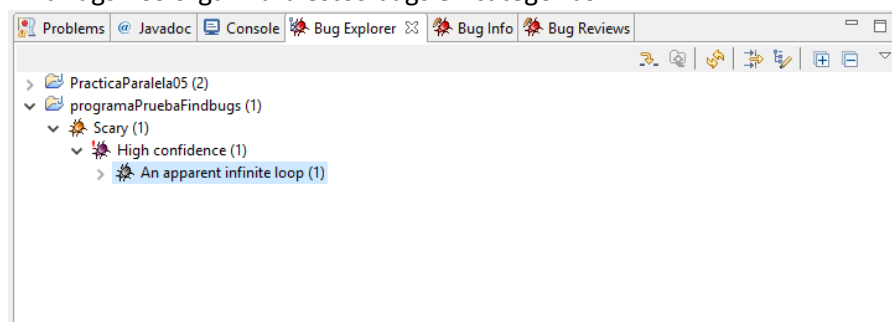 Problems @ Javadoc Console Bug Explorer Bug Info Bug Reviews
PracticaParalela05 (2)
programaPruebaFindbugs (1)
Scary (1)
High confidence (1)
An apparent infinite loop (1)